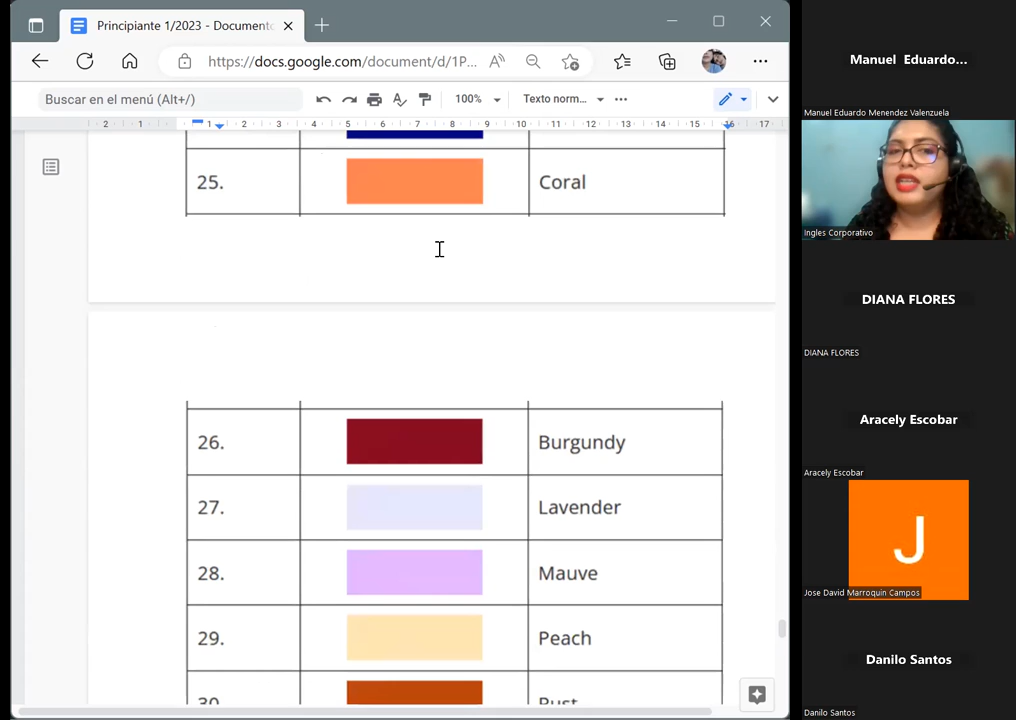 Principiante 1/2023 - Documento
https://docs.google.com/document/d/1P...
Buscar en el menú (Alt+/)
100%
Texto norm...
2 1 1 2 3 4 5 6 7 8 9 10 11 12 13 14 15 16 17
25. Coral
26. Burgundy
27. Lavender
28. Mauve
29. Peach
30. Rust
Manuel Eduardo...
Manuel Eduardo Menendez Valenzuela
Ingles Corporativo
DIANA FLORES
DIANA FLORES
Aracely Escobar
Aracely Escobar
J
Jose David Marroquin Campos
Danilo Santos
Danilo Santos